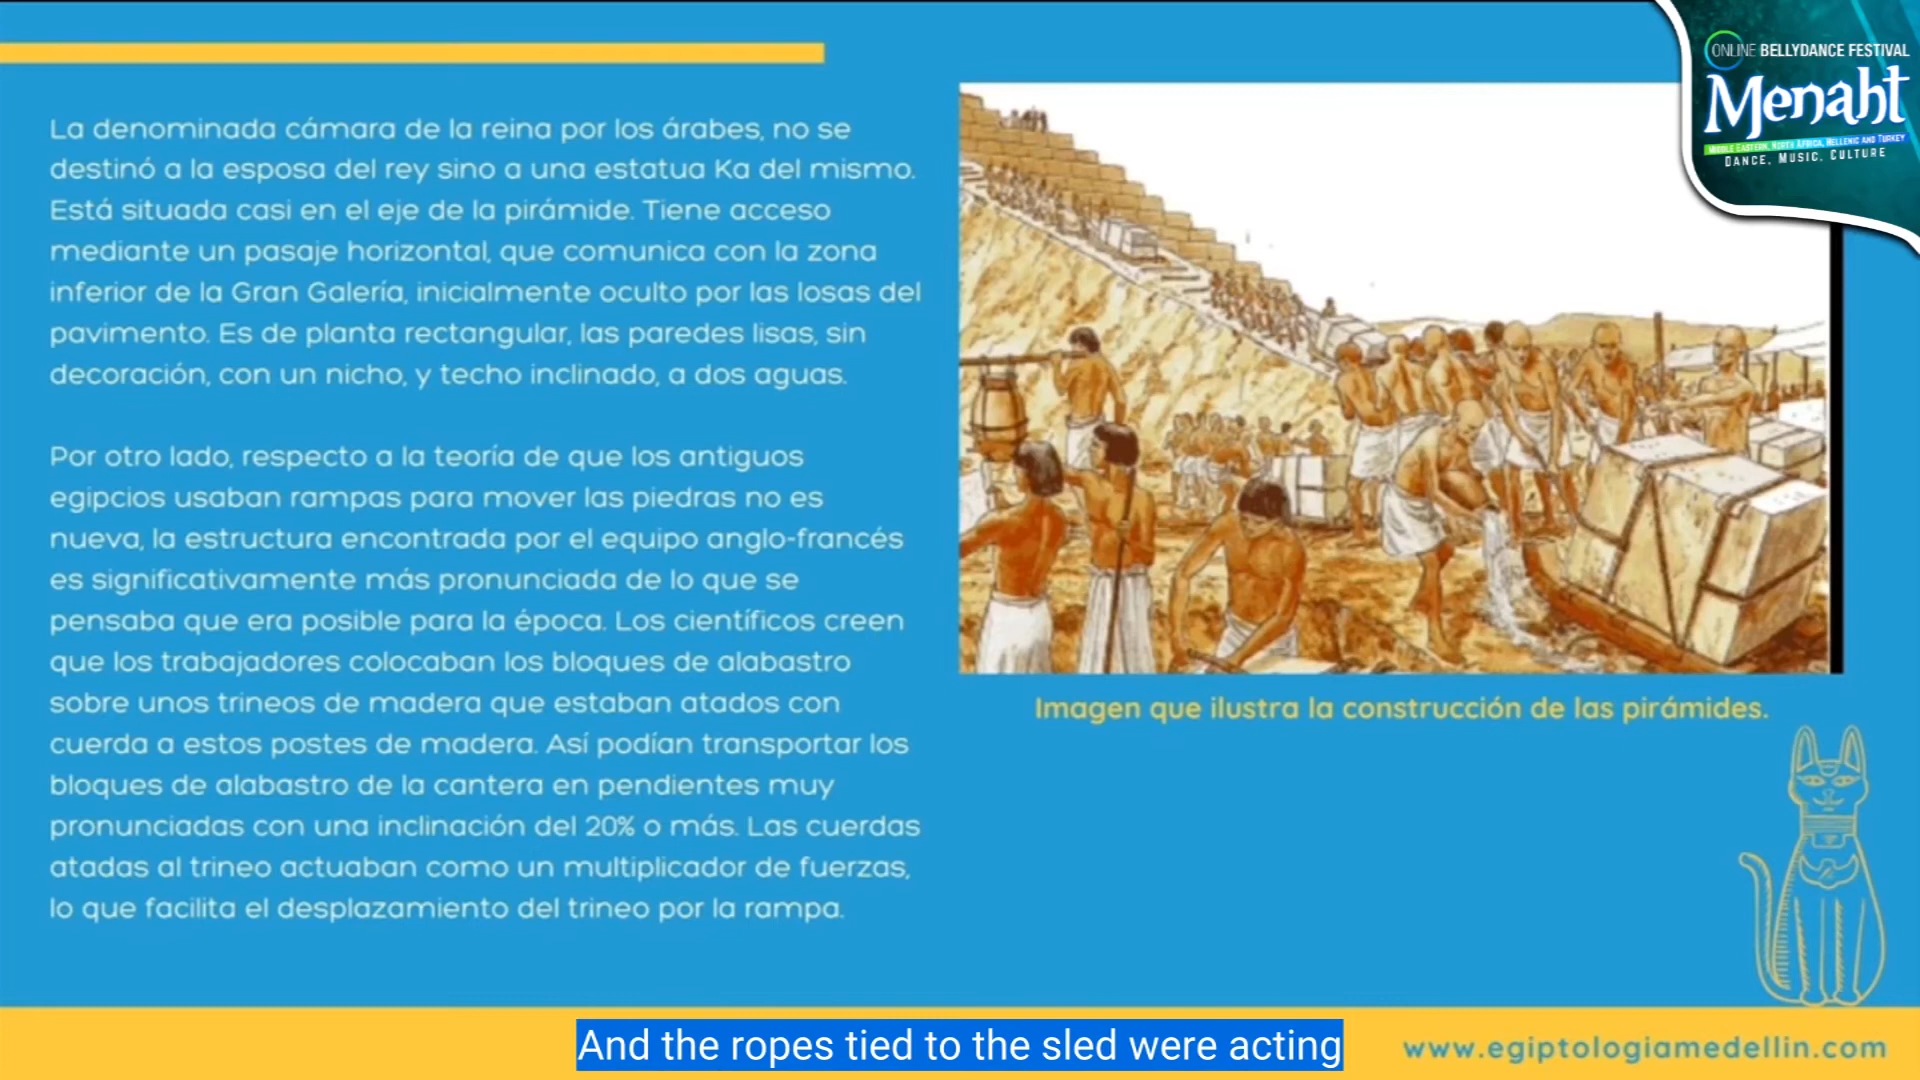 ONLINE BELLYDANCE FESTIVAL
Menaht
MIDDLE EASTERN, NORTH AFRICA, HELLENIC AND TURKEY
DANCE, MUSIC, CULTURE
La denominada cámara de la reina por los árabes, no se
destinó a la esposa del rey sino a una estatua Ka del mismo.
Está situada casi en el eje de la pirámide. Tiene acceso
mediante un pasaje horizontal, que comunica con la zona
inferior de la Gran Galería, inicialmente oculto por las losas del
pavimento. Es de planta rectangular, las paredes lisas, sin
decoración, con un nicho, y techo inclinado, a dos aguas.
Por otro lado, respecto a la teoría de que los antiguos
egipcios usaban rampas para mover las piedras no es
nueva, la estructura encontrada por el equipo anglo-francés
es significativamente más pronunciada de lo que se
pensaba que era posible para la época. Los científicos creen
que los trabajadores colocaban los bloques de alabastro
sobre unos trineos de madera que estaban atados con
cuerda a estos postes de madera. Así podían transportar los
bloques de alabastro de la cantera en pendientes muy
pronunciadas con una inclinación del 20% o más. Las cuerdas
atadas al trineo actuaban como un multiplicador de fuerzas,
lo que facilita el desplazamiento del trineo por la rampa.
Imagen que ilustra la construcción de las pirámides.
And the ropes tied to the sled were acting
www.egiptologiamedellin.com